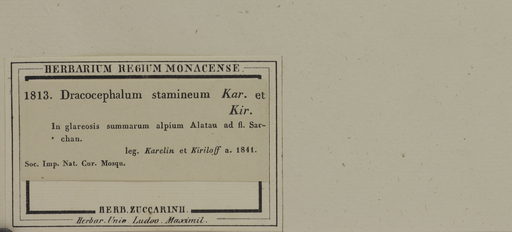 HERBARIUM REGIUM MONACENSE.
1813. Dracocephalum stamineum Kar. et
Kir.
In glareosis summarum alpium Alatau ad fl. Sar-
chan.
leg. Karelin et Kiriloff a. 1841.
Soc. Imp. Nat. Cur. Mosqu.
HERB. ZUCCARINII.
Herbar. Univ. Ludov. Maximil.